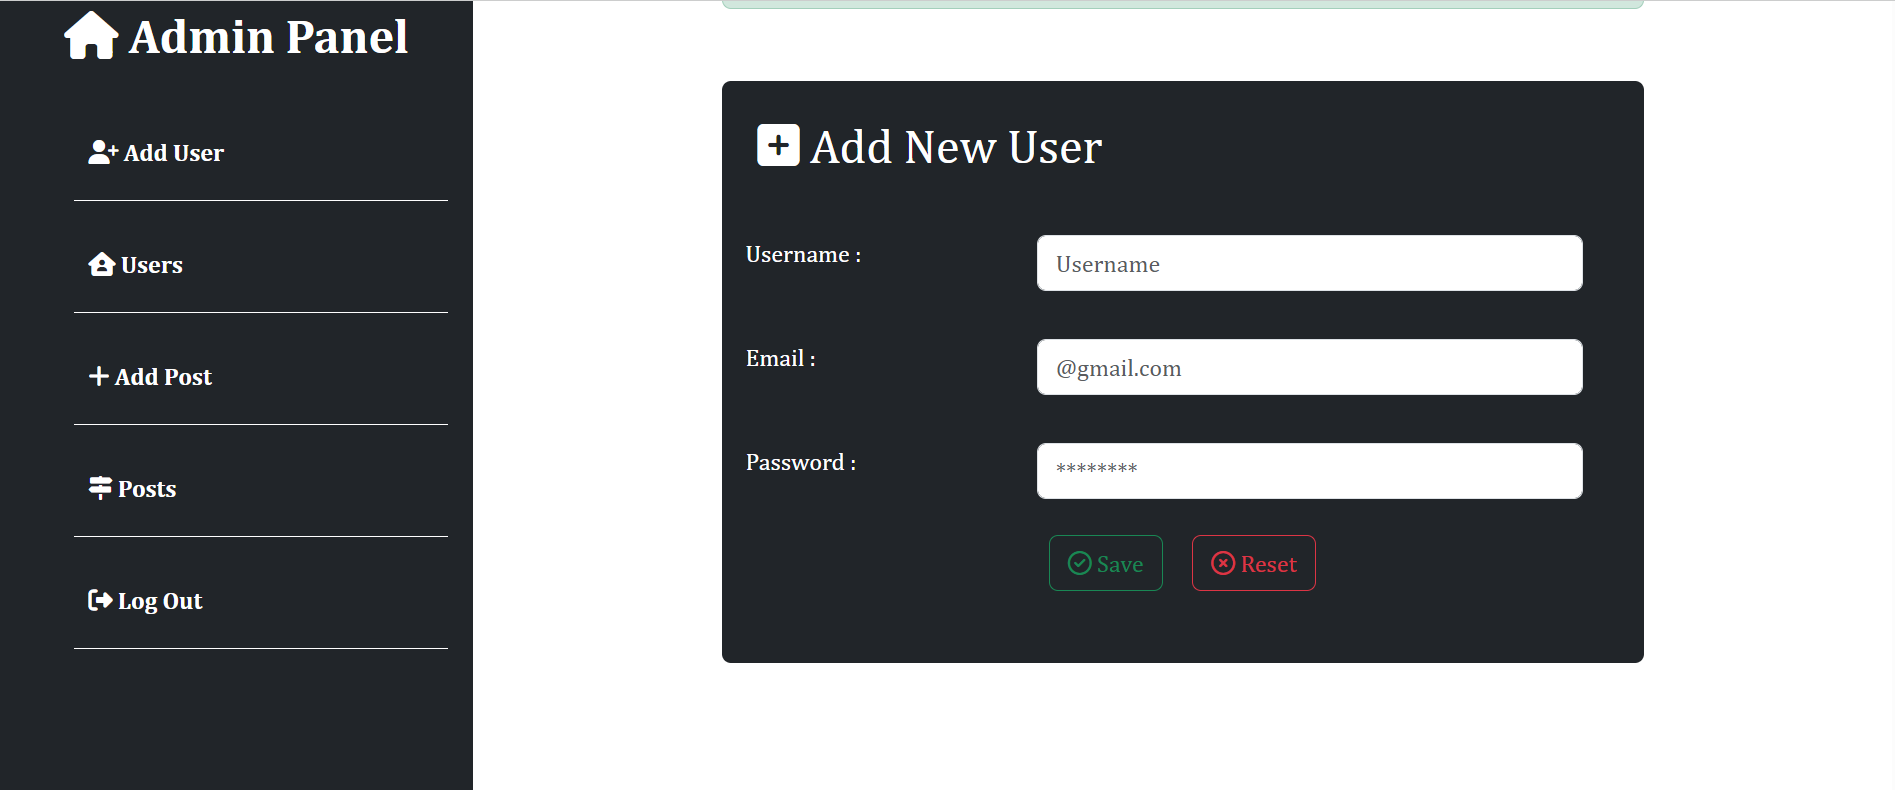 Admin Panel
Add User
Users
Add Post
Posts
Log Out
Add New User
Username :
Username
Email :
@gmail.com
Password :
********
Save
Reset